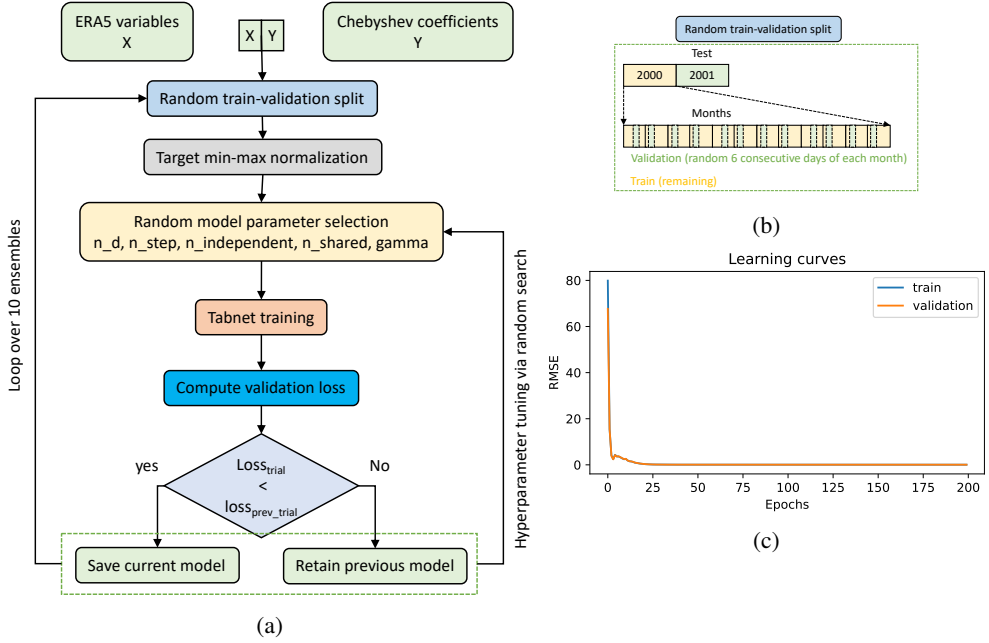 ERA5 variables
X
X Y
Chebyshev coefficients
Y
Random train-validation split
Target min-max normalization
Random model parameter selection
n_d, n_step, n_independent, n_shared, gamma
Tabnet training
Compute validation loss
yes
Loss_trial
<
loss_prev_trial
No
Save current model
Retain previous model
Loop over 10 ensembles
Hyperparameter tuning via random search
(a)
Random train-validation split
Test
2000 2001
Months
Validation (random 6 consecutive days of each month)
Train (remaining)
(b)
Learning curves
train
validation
RMSE
80
60
40
20
0
0 25 50 75 100 125 150 175 200
Epochs
(c)